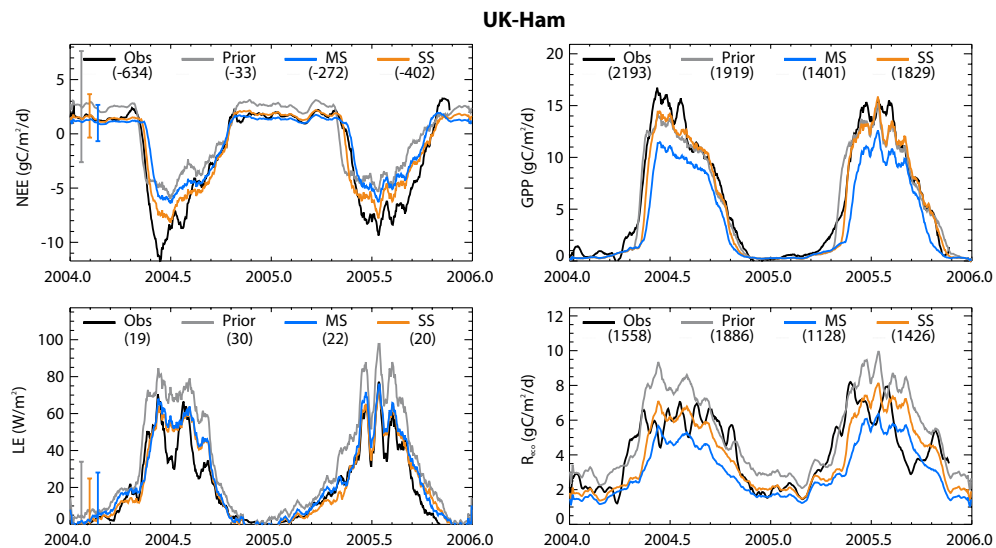 UK-Ham
Obs Prior MS SS
(-634) (-33) (-272) (-402)
NEE (gC/m²/d)
5
0
-5
-10
2004.0 2004.5 2005.0 2005.5 2006.0
Obs Prior MS SS
(2193) (1919) (1401) (1829)
GPP (gC/m²/d)
20
15
10
5
0
2004.0 2004.5 2005.0 2005.5 2006.0
Obs Prior MS SS
(19) (30) (22) (20)
LE (W/m²)
100
80
60
40
20
0
2004.0 2004.5 2005.0 2005.5 2006.0
Obs Prior MS SS
(1558) (1886) (1128) (1426)
Reco (gC/m²/d)
12
10
8
6
4
2
0
2004.0 2004.5 2005.0 2005.5 2006.0